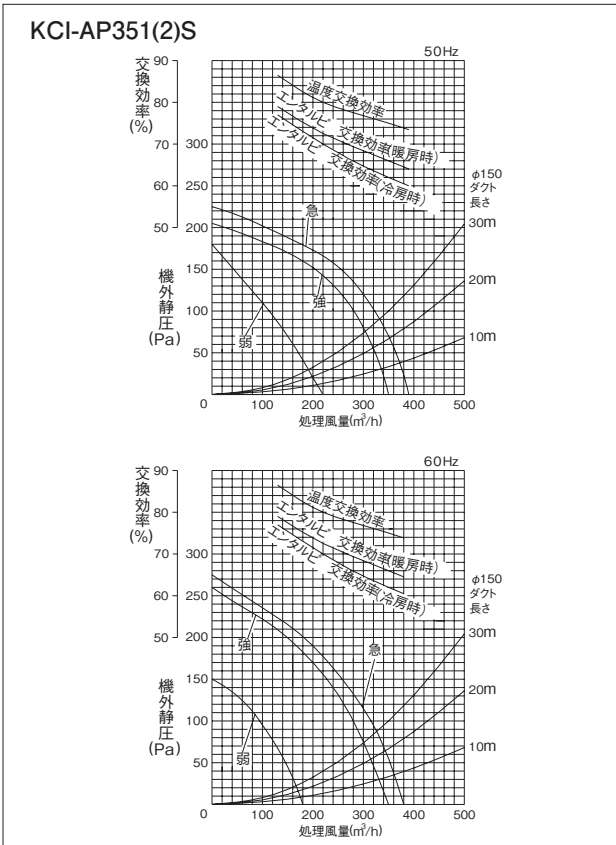 KCI-AP351(2)S
50Hz
交換効率(%)
90
80
70
60
50
温度交換効率
エンタルピー交換効率(暖房時)
エンタルピー交換効率(冷房時)
機外静圧(Pa)
300
250
200
150
100
50
0
急
強
弱
φ150
ダクト
長さ
30m
20m
10m
100
200
300
400
500
処理風量(m³/h)
60Hz
交換効率(%)
90
80
70
60
50
温度交換効率
エンタルピー交換効率(暖房時)
エンタルピー交換効率(冷房時)
機外静圧(Pa)
300
250
200
150
100
50
0
強
急
弱
φ150
ダクト
長さ
30m
20m
10m
100
200
300
400
500
処理風量(m³/h)